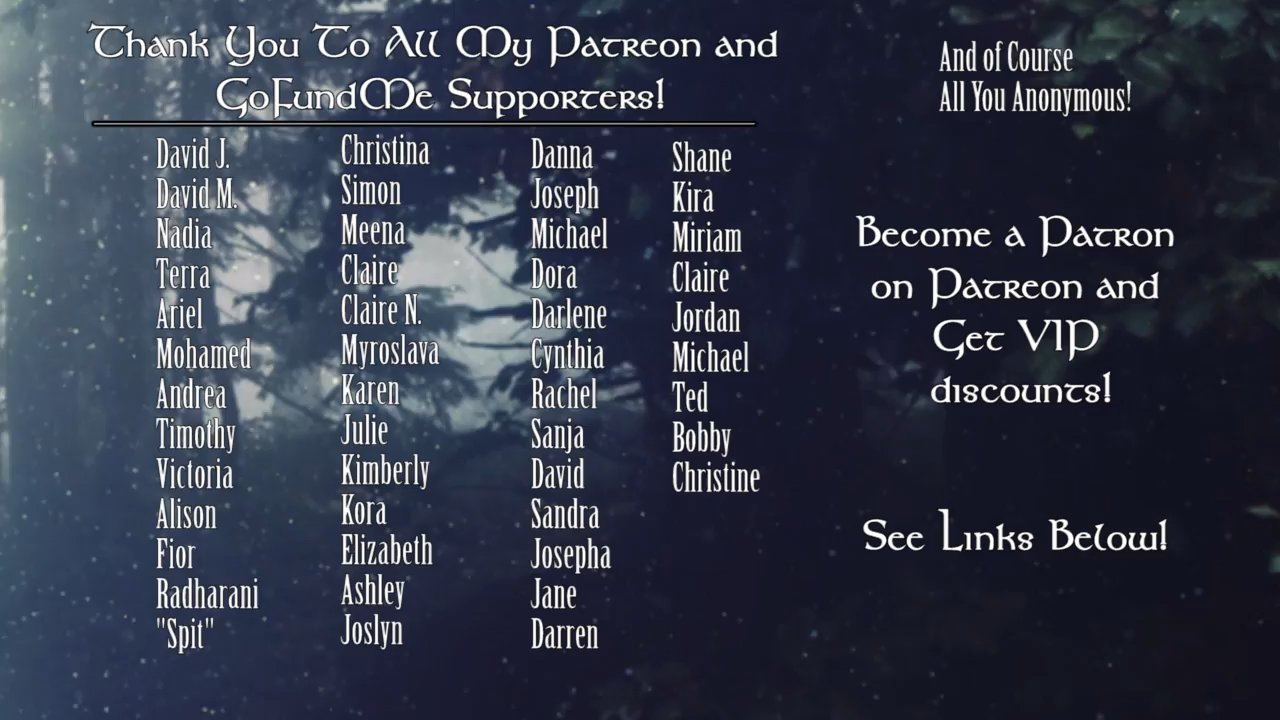 Thank You To All My Patreon and
GoFundMe Supporters!
David J.
David M.
Nadia
Terra
Ariel
Mohamed
Andrea
Timothy
Victoria
Alison
Fior
Radharani
"Spit"
Christina
Simon
Meena
Claire
Claire N.
Myroslava
Karen
Julie
Kimberly
Kora
Elizabeth
Ashley
Joslyn
Danna
Joseph
Michael
Dora
Darlene
Cynthia
Rachel
Sanja
David
Sandra
Josepha
Jane
Darren
Shane
Kira
Miriam
Claire
Jordan
Michael
Ted
Bobby
Christine
And of Course
All You Anonymous!
Become a Patron
on Patreon and
Get VIP
discounts!
See Links Below!